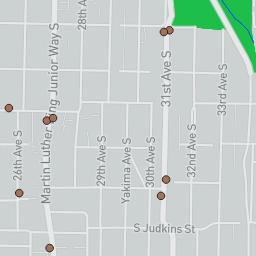 28th Ave S
Martin Luther King Junior Way S
31st Ave S
33rd Ave S
26th Ave S
29th Ave S
Yakima Ave S
30th Ave S
32nd Ave S
S Judkins St